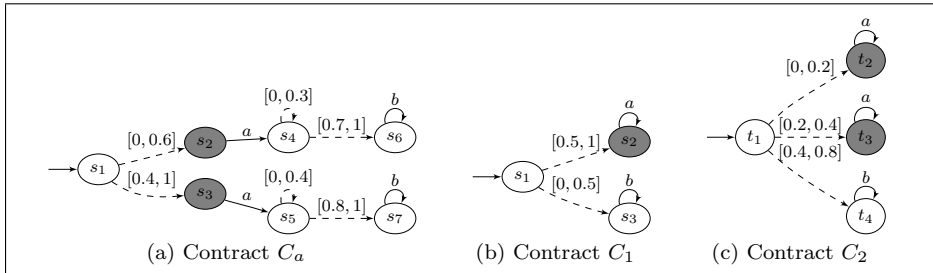 a
t₂
[0, 0.2]
[0, 0.3]
b
a
a
[0, 0.6]
s₂
a
s₄
[0.7, 1]
s₆
[0.5, 1]
s₂
t₁
[0.2, 0.4]
t₃
s₁
[0.4, 0.8]
[0.4, 1]
[0, 0.4]
b
s₁
[0, 0.5]
b
b
s₃
a
s₅
[0.8, 1]
s₇
s₃
t₄
(a) Contract Cₐ
(b) Contract C₁
(c) Contract C₂